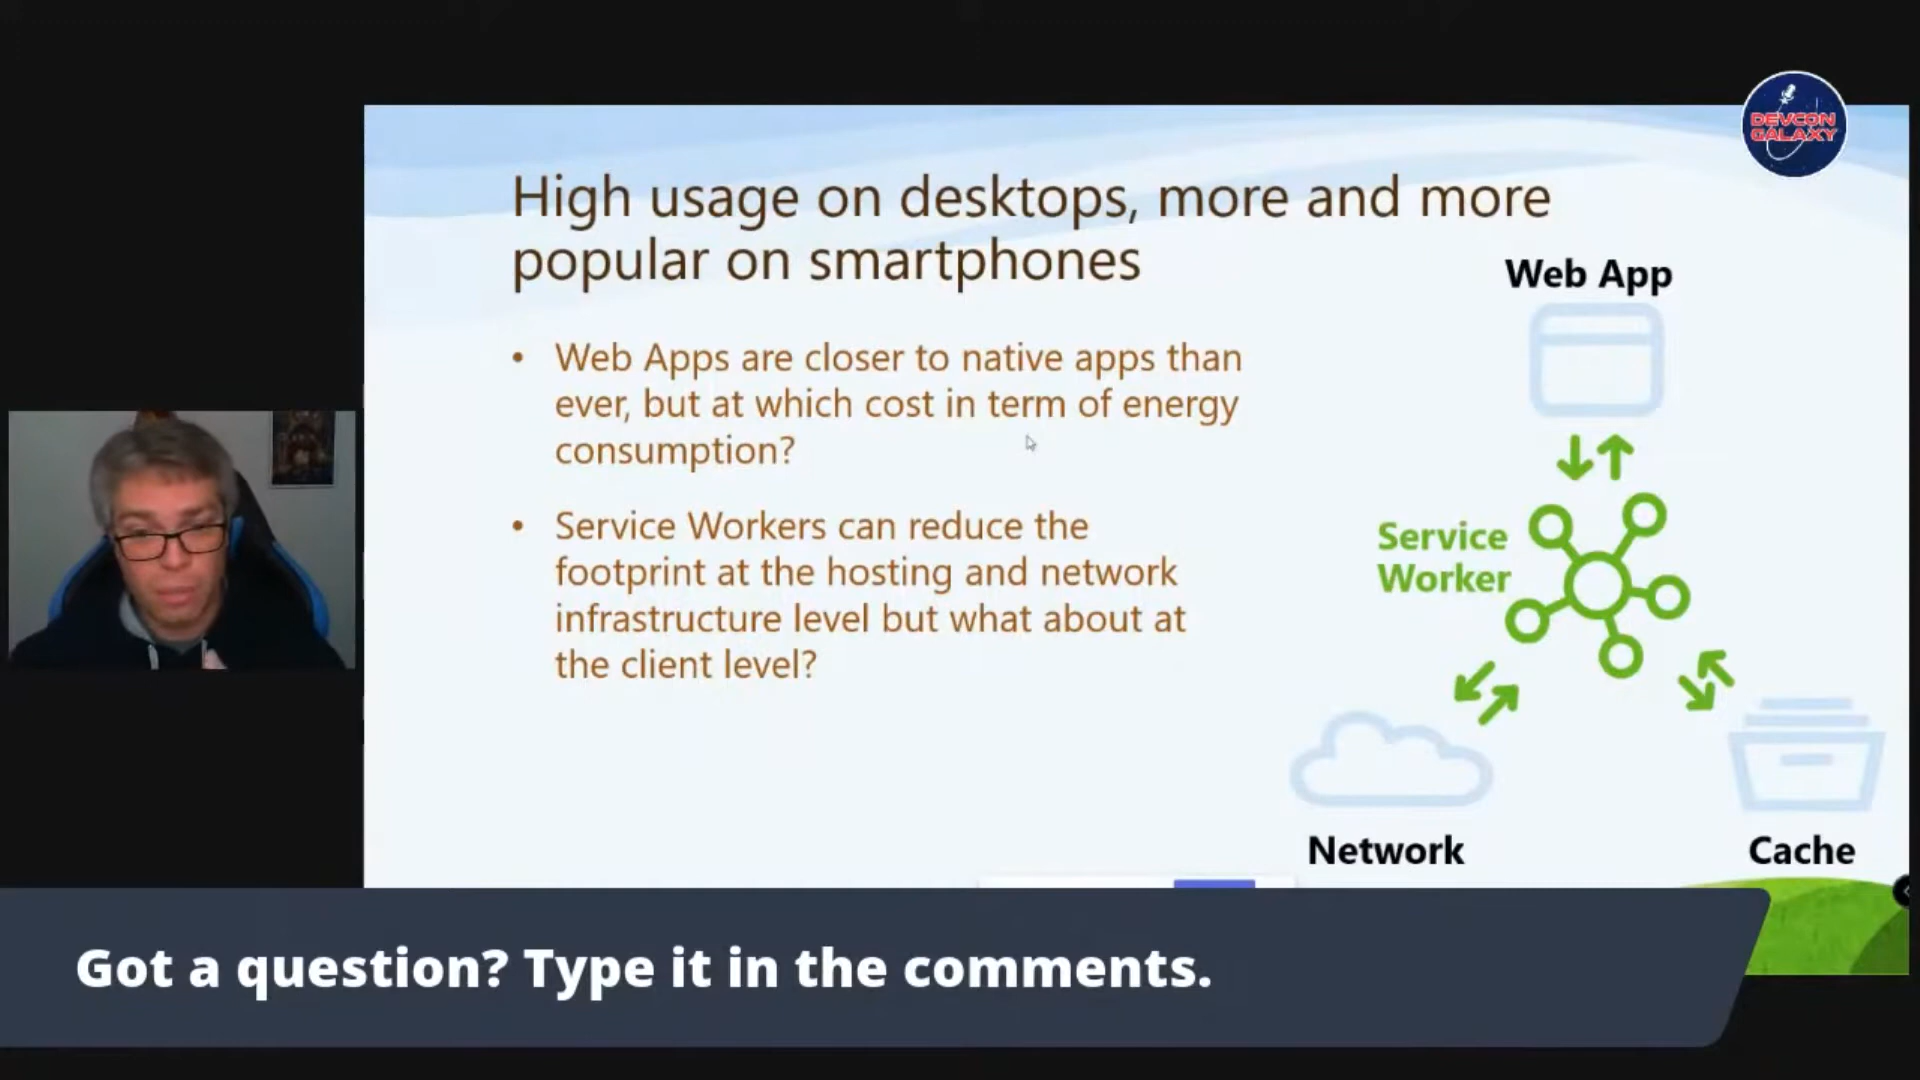 DEVCON
GALAXY
High usage on desktops, more and more
popular on smartphones
• Web Apps are closer to native apps than
ever, but at which cost in term of energy
consumption?
• Service Workers can reduce the
footprint at the hosting and network
infrastructure level but what about at
the client level?
Web App
Service
Worker
Network
Cache
Got a question? Type it in the comments.